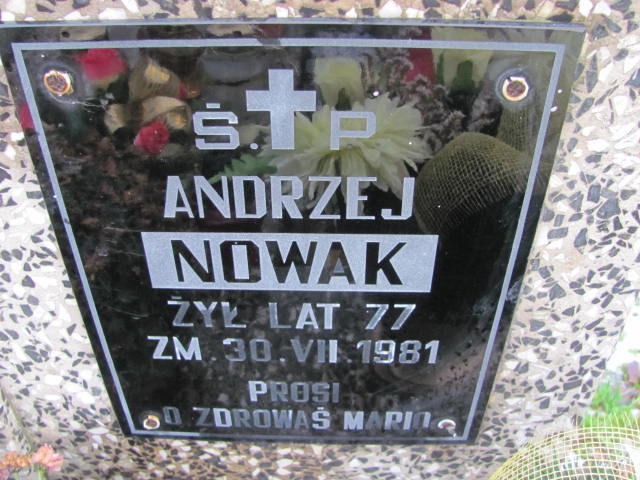 Ś. P
ANDRZEJ
NOWAK
ŻYŁ LAT 77
ZM. 30. VII. 1981
PROSI
O ZDROWAŚ MARIO